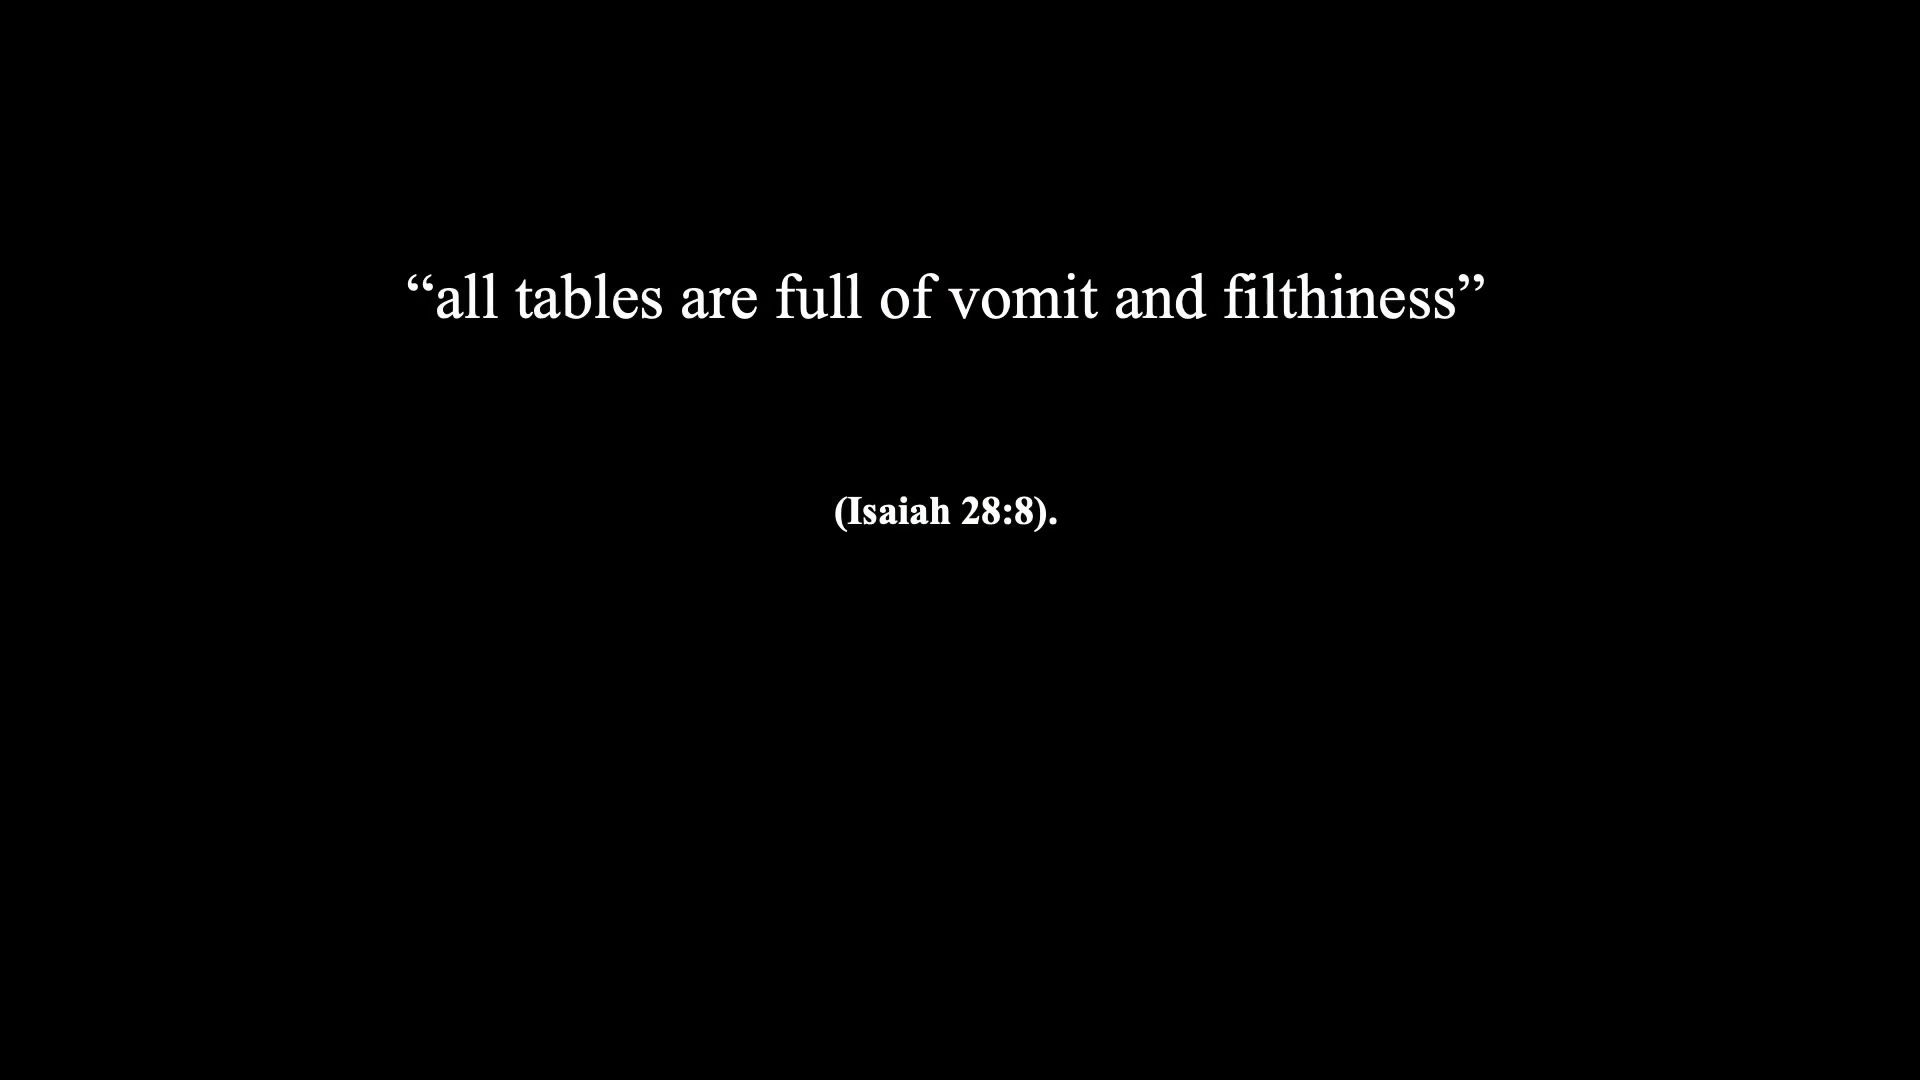 “all tables are full of vomit and filthiness”
(Isaiah 28:8).